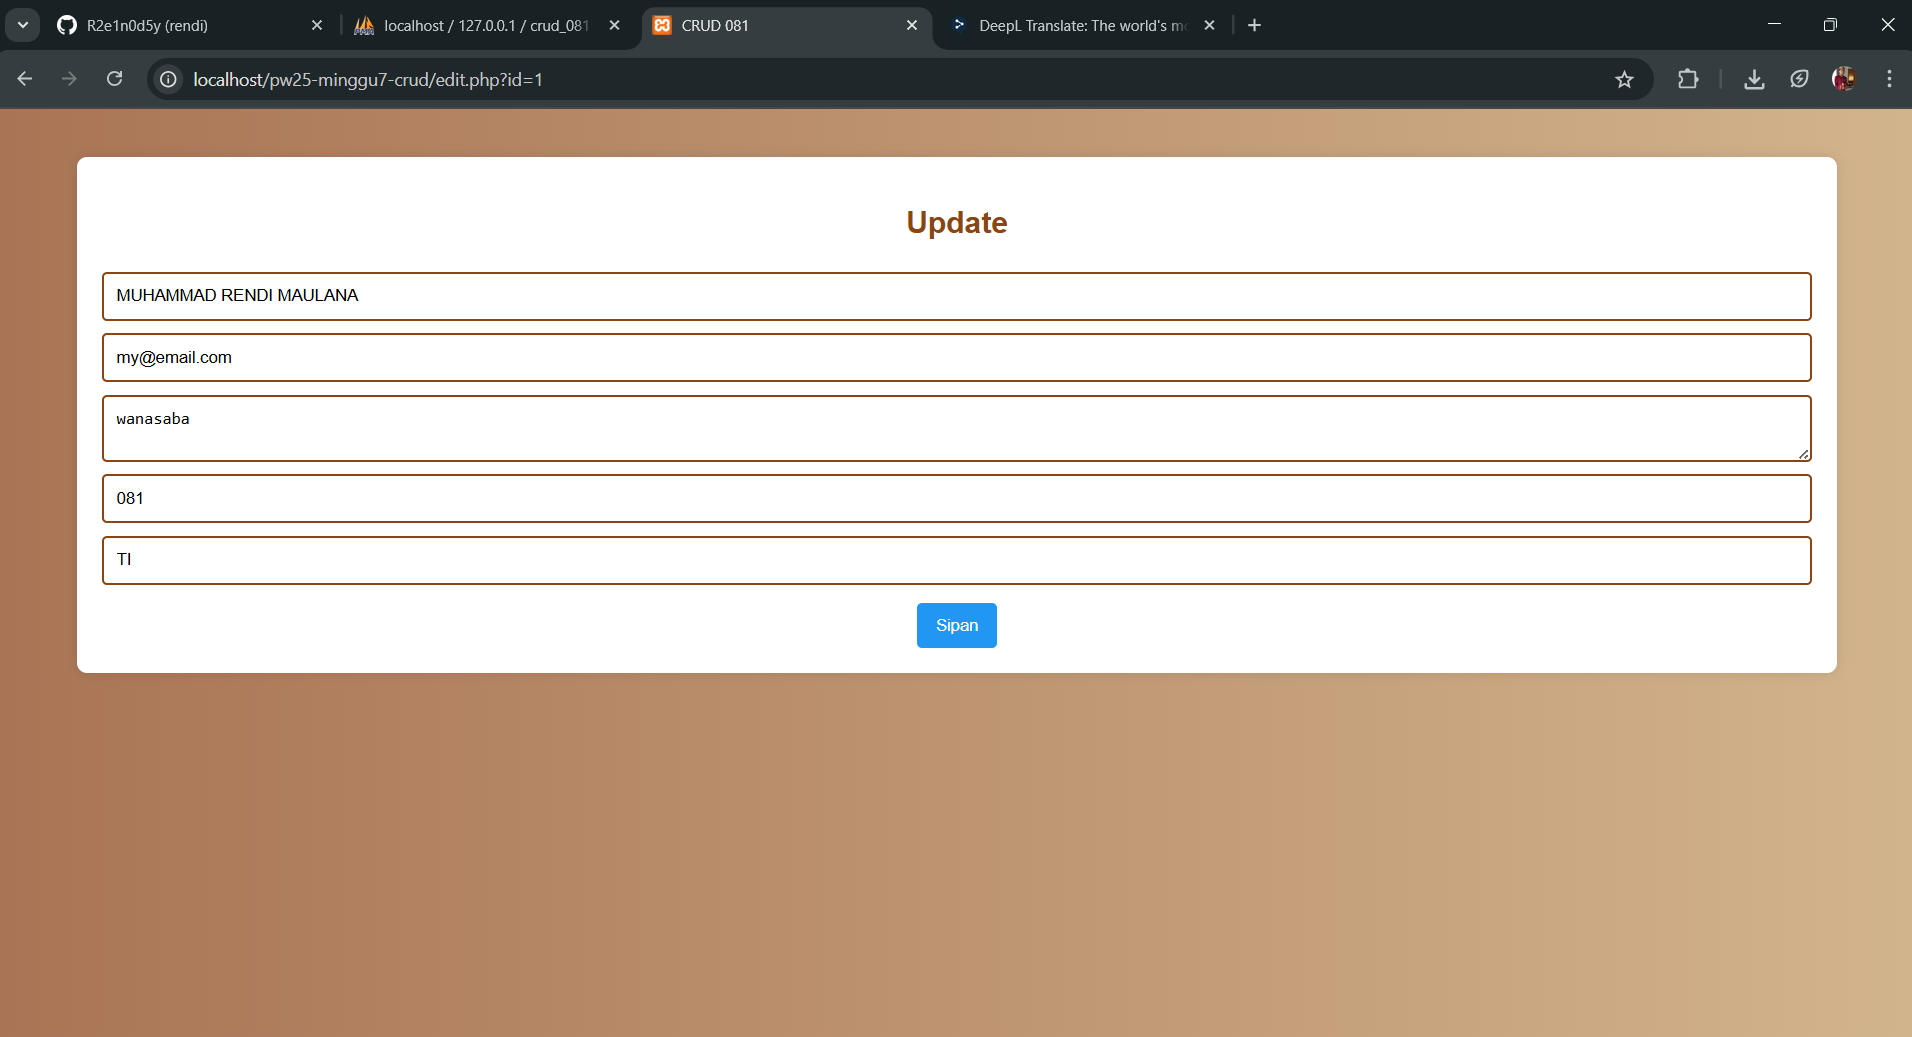 R2e1n0d5y (rendi)
localhost / 127.0.0.1 / crud_081
CRUD 081
DeepL Translate: The world's mo
localhost/pw25-minggu7-crud/edit.php?id=1
Update
MUHAMMAD RENDI MAULANA
my@email.com
wanasaba
081
TI
Sipan